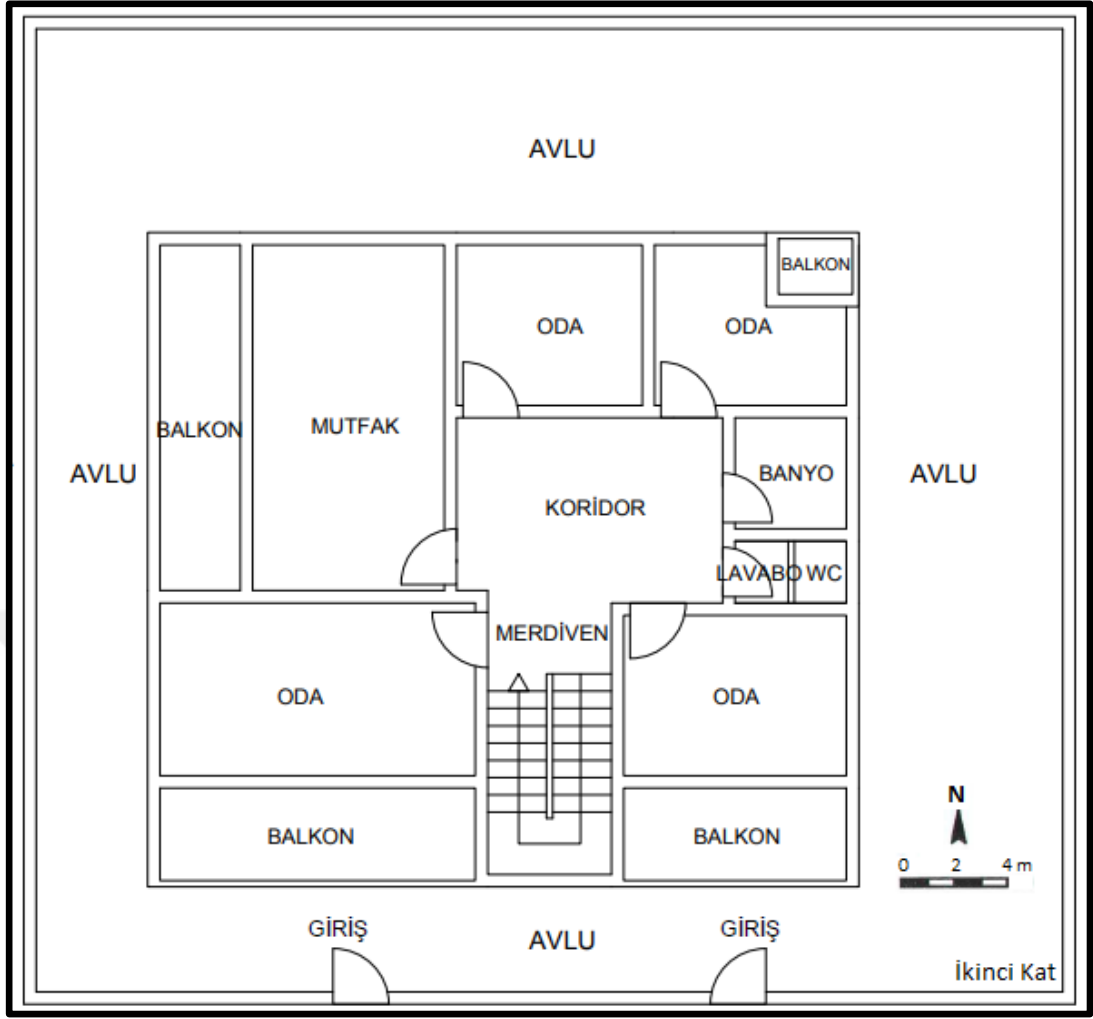 AVLU
BALKON
ODA
ODA
BALKON
MUTFAK
AVLU
BANYO
AVLU
KORİDOR
LAVABO WC
MERDİVEN
ODA
ODA
N
BALKON
BALKON
0 2 4 m
GİRİŞ
AVLU
GİRİŞ
İkinci Kat